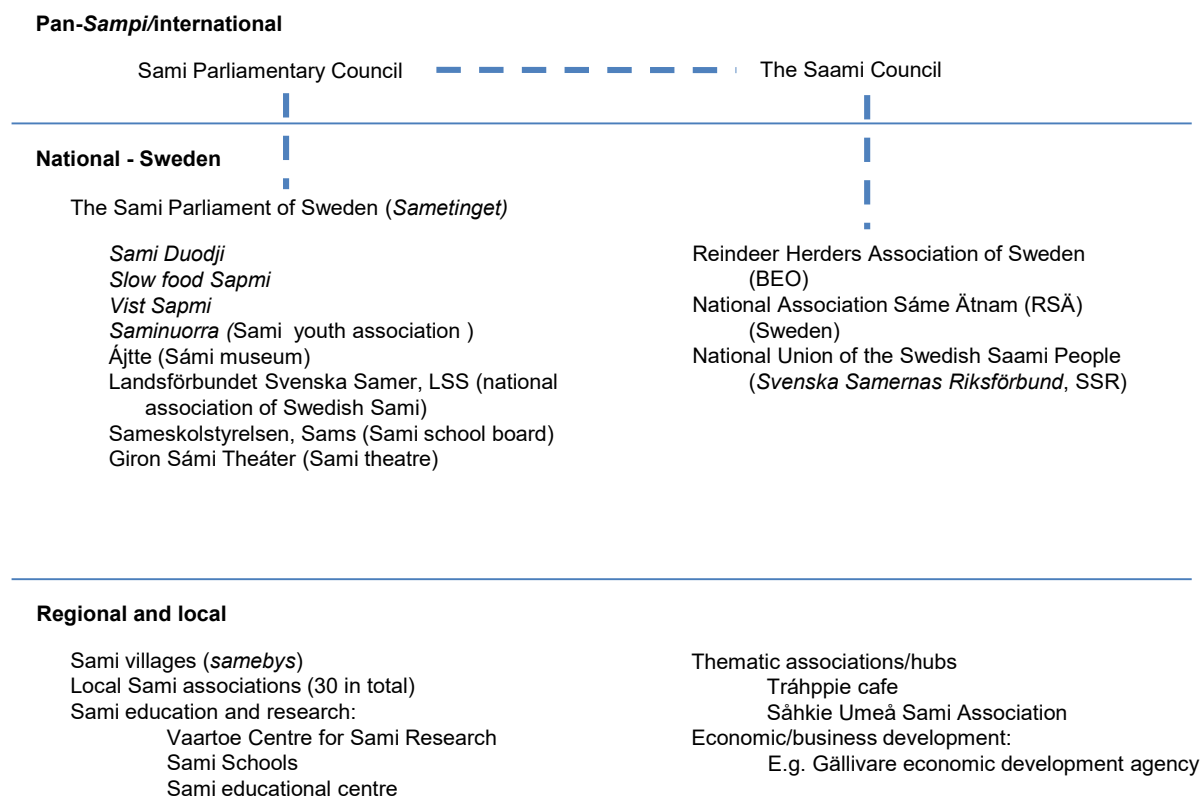 Pan-Sampi/international
Sami Parliamentary Council
The Saami Council
National - Sweden
The Sami Parliament of Sweden (Sametinget)
Sami Duodji
Slow food Sapmi
Vist Sapmi
Saminuorra (Sami youth association )
Ájtte (Sámi museum)
Landsförbundet Svenska Samer, LSS (national
association of Swedish Sami)
Sameskolstyrelsen, Sams (Sami school board)
Giron Sámi Theáter (Sami theatre)
Reindeer Herders Association of Sweden
(BEO)
National Association Sáme Ätnam (RSÄ)
(Sweden)
National Union of the Swedish Saami People
(Svenska Samernas Riksförbund, SSR)
Regional and local
Sami villages (samebys)
Local Sami associations (30 in total)
Sami education and research:
Vaartoe Centre for Sami Research
Sami Schools
Sami educational centre
Thematic associations/hubs
Tráhppie cafe
Såhkie Umeå Sami Association
Economic/business development:
E.g. Gällivare economic development agency